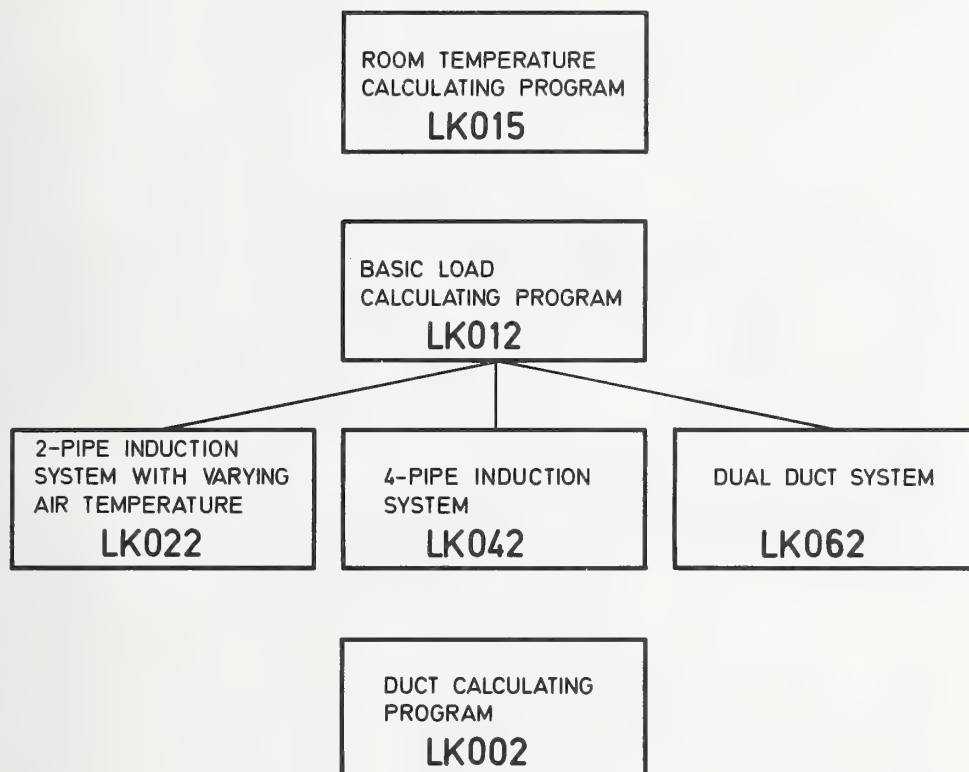 ROOM TEMPERATURE
CALCULATING PROGRAM
LK015
BASIC LOAD
CALCULATING PROGRAM
LK012
2-PIPE INDUCTION
SYSTEM WITH VARYING
AIR TEMPERATURE
LK022
4-PIPE INDUCTION
SYSTEM
LK042
DUAL DUCT SYSTEM
LK062
DUCT CALCULATING
PROGRAM
LK002